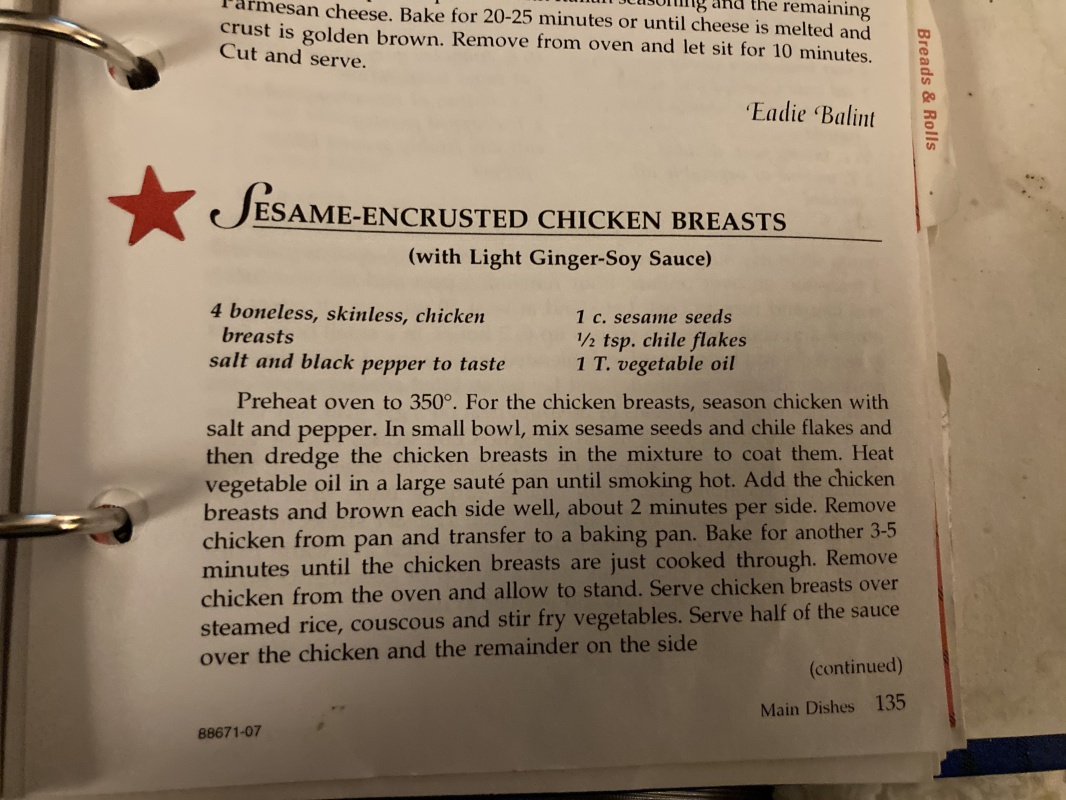 seasoning and the remaining
Parmesan cheese. Bake for 20-25 minutes or until cheese is melted and
crust is golden brown. Remove from oven and let sit for 10 minutes.
Cut and serve.
Eadie Balint
Breads & Rolls
SESAME-ENCRUSTED CHICKEN BREASTS
(with Light Ginger-Soy Sauce)
4 boneless, skinless, chicken
breasts
salt and black pepper to taste
1 c. sesame seeds
½ tsp. chile flakes
1 T. vegetable oil
Preheat oven to 350°. For the chicken breasts, season chicken with
salt and pepper. In small bowl, mix sesame seeds and chile flakes and
then dredge the chicken breasts in the mixture to coat them. Heat
vegetable oil in a large sauté pan until smoking hot. Add the chicken
breasts and brown each side well, about 2 minutes per side. Remove
chicken from pan and transfer to a baking pan. Bake for another 3-5
minutes until the chicken breasts are just cooked through. Remove
chicken from the oven and allow to stand. Serve chicken breasts over
steamed rice, couscous and stir fry vegetables. Serve half of the sauce
over the chicken and the remainder on the side
(continued)
Main Dishes 135
88671-07